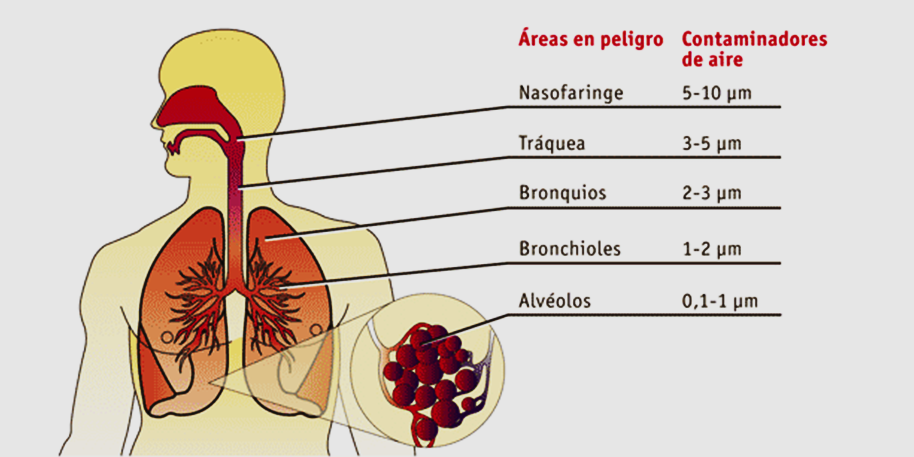 Áreas en peligro Contaminadores
de aire
Nasofaringe 5-10 µm
Tráquea 3-5 µm
Bronquios 2-3 µm
Bronchioles 1-2 µm
Alvéolos 0,1-1 µm